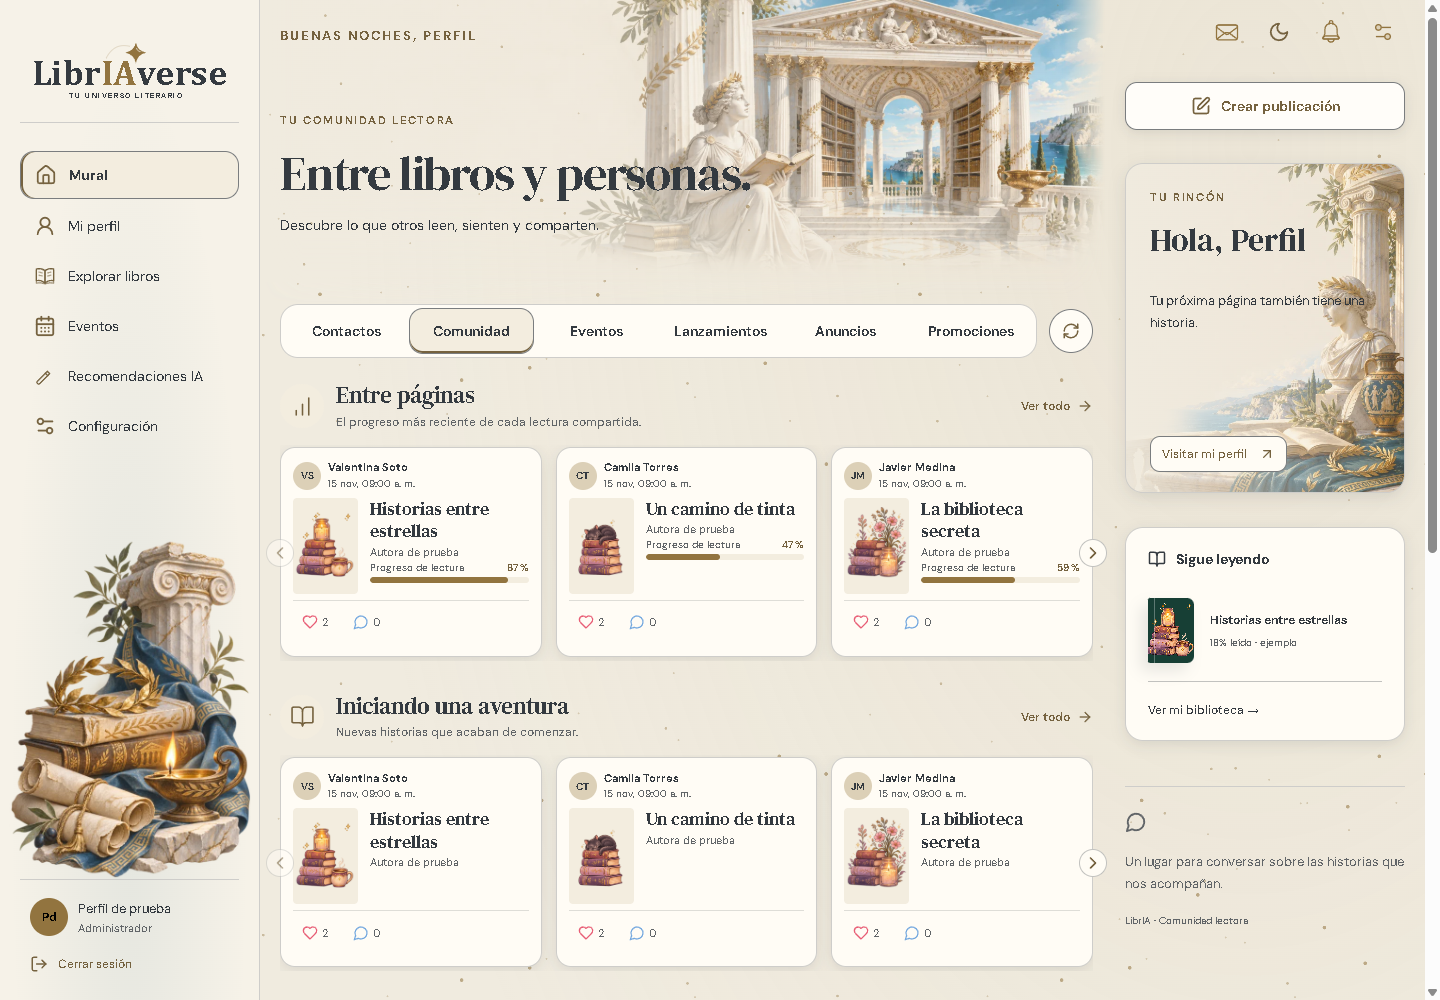 LibrIAverse
TU UNIVERSO LITERARIO
Mural
Mi perfil
Explorar libros
Eventos
Recomendaciones IA
Configuración
Pd
Perfil de prueba
Administrador
Cerrar sesión
BUENAS NOCHES, PERFIL
TU COMUNIDAD LECTORA
Entre libros y personas.
Descubre lo que otros leen, sienten y comparten.
Contactos
Comunidad
Eventos
Lanzamientos
Anuncios
Promociones
Entre páginas
El progreso más reciente de cada lectura compartida.
Ver todo
VS
Valentina Soto
15 nov, 09:00 a. m.
Historias entre
estrellas
Autora de prueba
Progreso de lectura 87%
2 0
CT
Camila Torres
15 nov, 09:00 a. m.
Un camino de tinta
Autora de prueba
Progreso de lectura 47%
2 0
JM
Javier Medina
15 nov, 09:00 a. m.
La biblioteca
secreta
Autora de prueba
Progreso de lectura 59%
2 0
Iniciando una aventura
Nuevas historias que acaban de comenzar.
Ver todo
VS
Valentina Soto
15 nov, 09:00 a. m.
Historias entre
estrellas
Autora de prueba
2 0
CT
Camila Torres
15 nov, 09:00 a. m.
Un camino de tinta
Autora de prueba
2 0
JM
Javier Medina
15 nov, 09:00 a. m.
La biblioteca
secreta
Autora de prueba
2 0
Crear publicación
TU RINCÓN
Hola, Perfil
Tu próxima página también tiene una
historia.
Visitar mi perfil
Sigue leyendo
Historias entre estrellas
18% leído · ejemplo
Ver mi biblioteca →
Un lugar para conversar sobre las historias que
nos acompañan.
LibrIA · Comunidad lectora